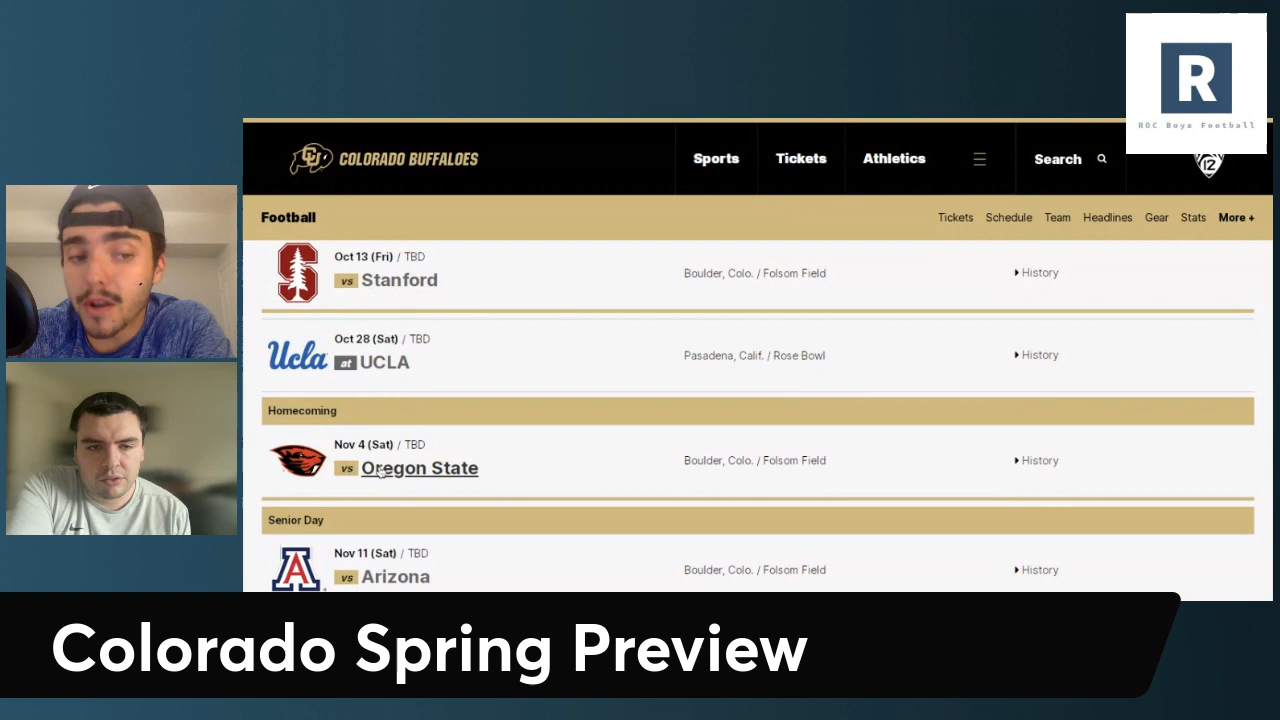 R
ROC Boys Football
CU COLORADO BUFFALOES
Sports
Tickets
Athletics
Search
12
Football
Tickets
Schedule
Team
Headlines
Gear
Stats
More +
S
Oct 13 (Fri) / TBD
vs Stanford
Boulder, Colo. / Folsom Field
History
Ucla
Oct 28 (Sat) / TBD
at UCLA
Pasadena, Calif. / Rose Bowl
History
Homecoming
Nov 4 (Sat) / TBD
vs Oregon State
Boulder, Colo. / Folsom Field
History
Senior Day
A
Nov 11 (Sat) / TBD
vs Arizona
Boulder, Colo. / Folsom Field
History
Colorado Spring Preview